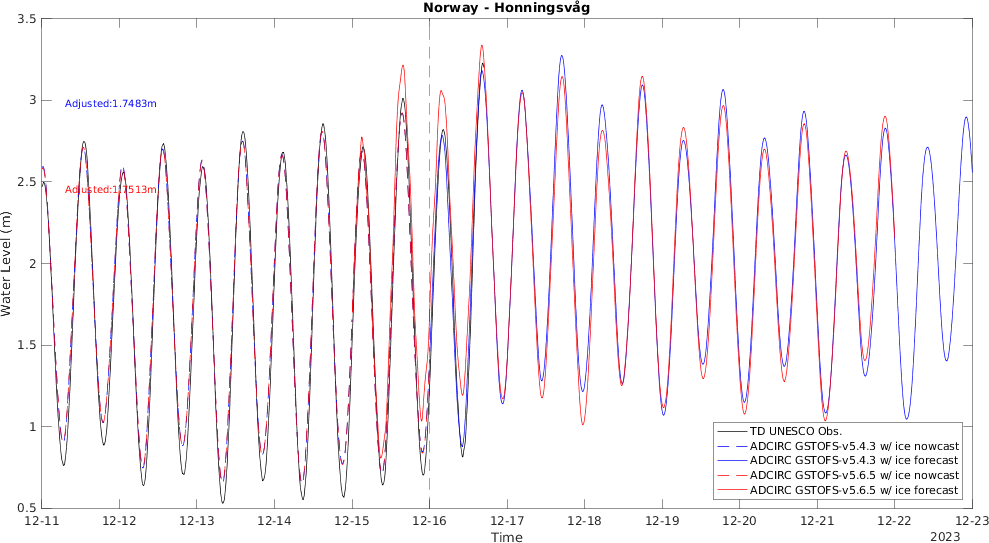 Norway - Honningsvåg
3.5
3
2.5
2
1.5
1
0.5
Water Level (m)
Adjusted:1.7483m
Adjusted:1.7513m
TD UNESCO Obs.
ADCIRC GSTOFS-v5.4.3 w/ ice nowcast
ADCIRC GSTOFS-v5.4.3 w/ ice forecast
ADCIRC GSTOFS-v5.6.5 w/ ice nowcast
ADCIRC GSTOFS-v5.6.5 w/ ice forecast
12-11 12-12 12-13 12-14 12-15 12-16 12-17 12-18 12-19 12-20 12-21 12-22 12-23
Time
2023